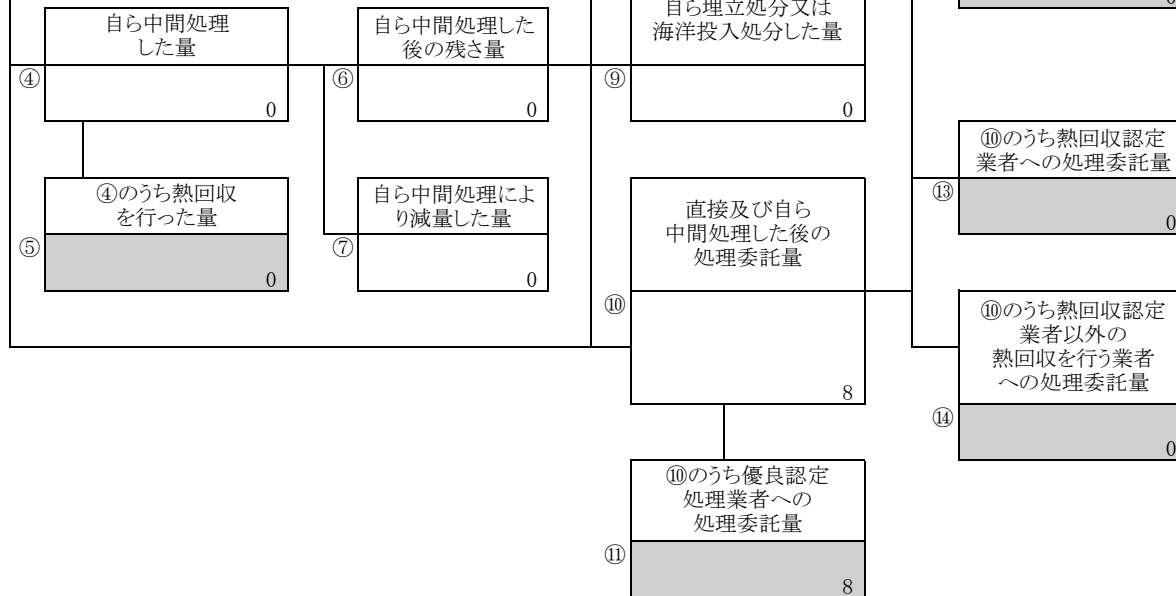 自ら中間処理
した量
④
0
自ら中間処理した
後の残さ量
⑥
0
自ら埋立処分又は
海洋投入処分した量
⑨
0
④のうち熱回収
を行った量
⑤
0
自ら中間処理によ
り減量した量
⑦
0
直接及び自ら
中間処理した後の
処理委託量
⑩
8
⑩のうち優良認定
処理業者への
処理委託量
⑪
8
⑩のうち熱回収認定
業者への処理委託量
⑬
0
⑩のうち熱回収認定
業者以外の
熱回収を行う業者
への処理委託量
⑭
0